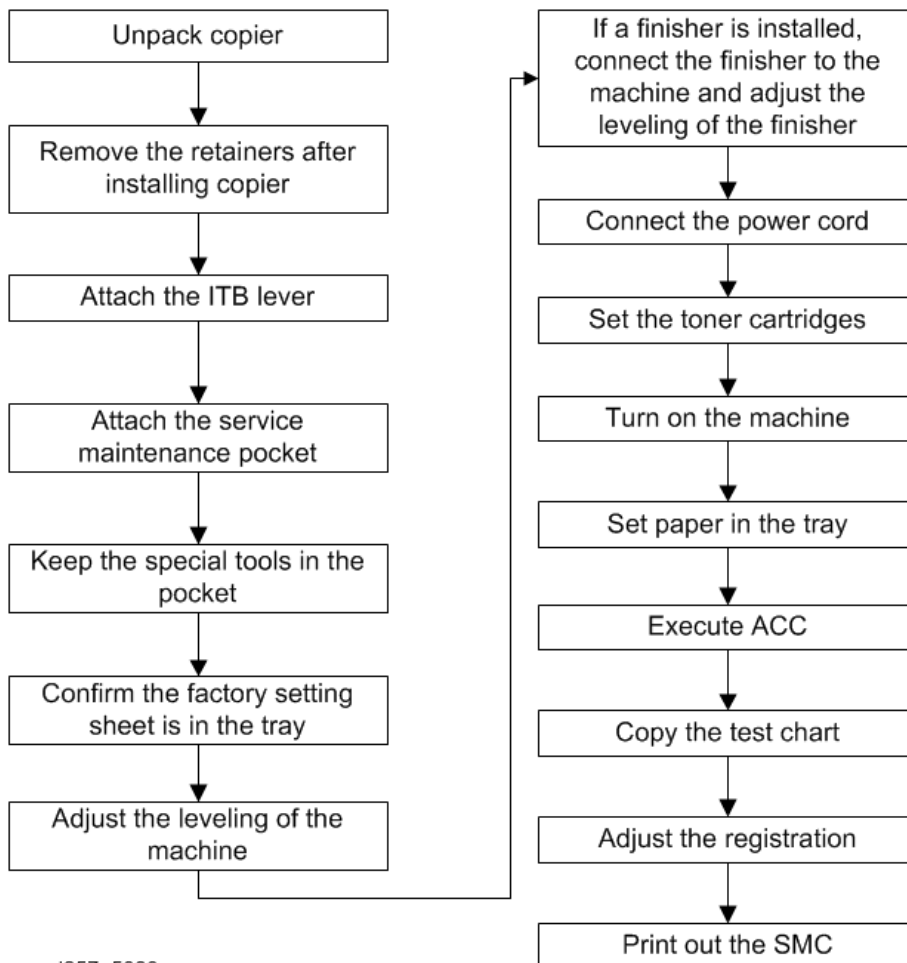 Unpack copier
Remove the retainers after
installing copier
Attach the ITB lever
Attach the service
maintenance pocket
Keep the special tools in the
pocket
Confirm the factory setting
sheet is in the tray
Adjust the leveling of the
machine
If a finisher is installed,
connect the finisher to the
machine and adjust the
leveling of the finisher
Connect the power cord
Set the toner cartridges
Turn on the machine
Set paper in the tray
Execute ACC
Copy the test chart
Adjust the registration
Print out the SMC